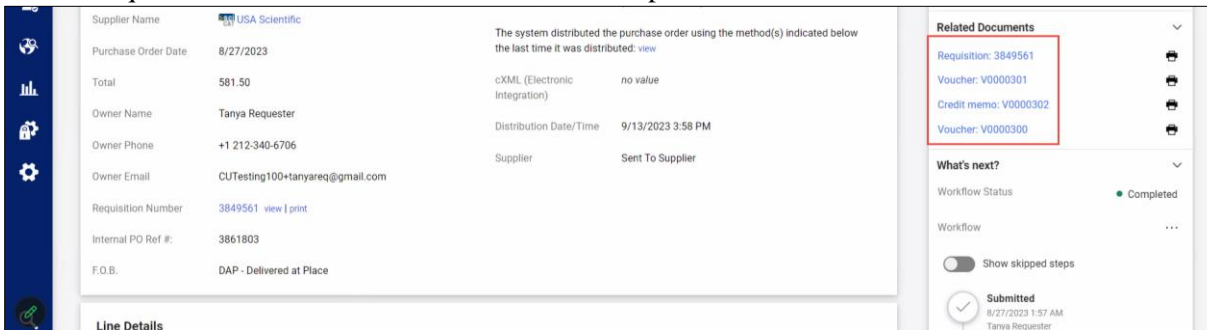 Supplier Name USA Scientific
Purchase Order Date 8/27/2023
Total 581.50
Owner Name Tanya Requester
Owner Phone +1 212-340-6706
Owner Email CUTesting100+tanyareq@gmail.com
Requisition Number 3849561 view | print
Internal PO Ref #: 3861803
F.O.B. DAP - Delivered at Place
Line Details
The system distributed the purchase order using the method(s) indicated below
the last time it was distributed: view
cXML (Electronic no value
Integration)
Distribution Date/Time 9/13/2023 3:58 PM
Supplier Sent To Supplier
Related Documents
Requisition: 3849561
Voucher: V0000301
Credit memo: V0000302
Voucher: V0000300
What's next?
Workflow Status Completed
Workflow ...
Show skipped steps
Submitted
8/27/2023 1:57 AM
Tanya Requester